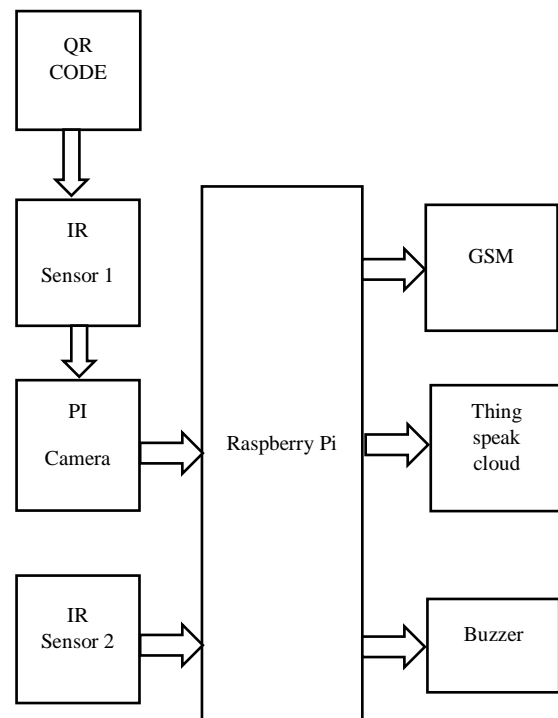 QR
CODE
IR
Sensor 1
PI
Camera
IR
Sensor 2
Raspberry Pi
GSM
Thing
speak
cloud
Buzzer